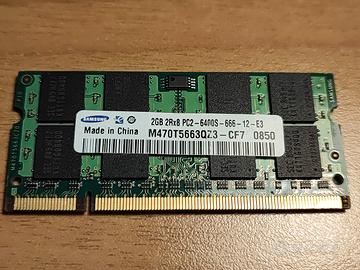 SAMSUNG
2GB 2Rx8 PC2-6400S-666-12-E3
Made in China
M470T5663QZ3-CF7 0850